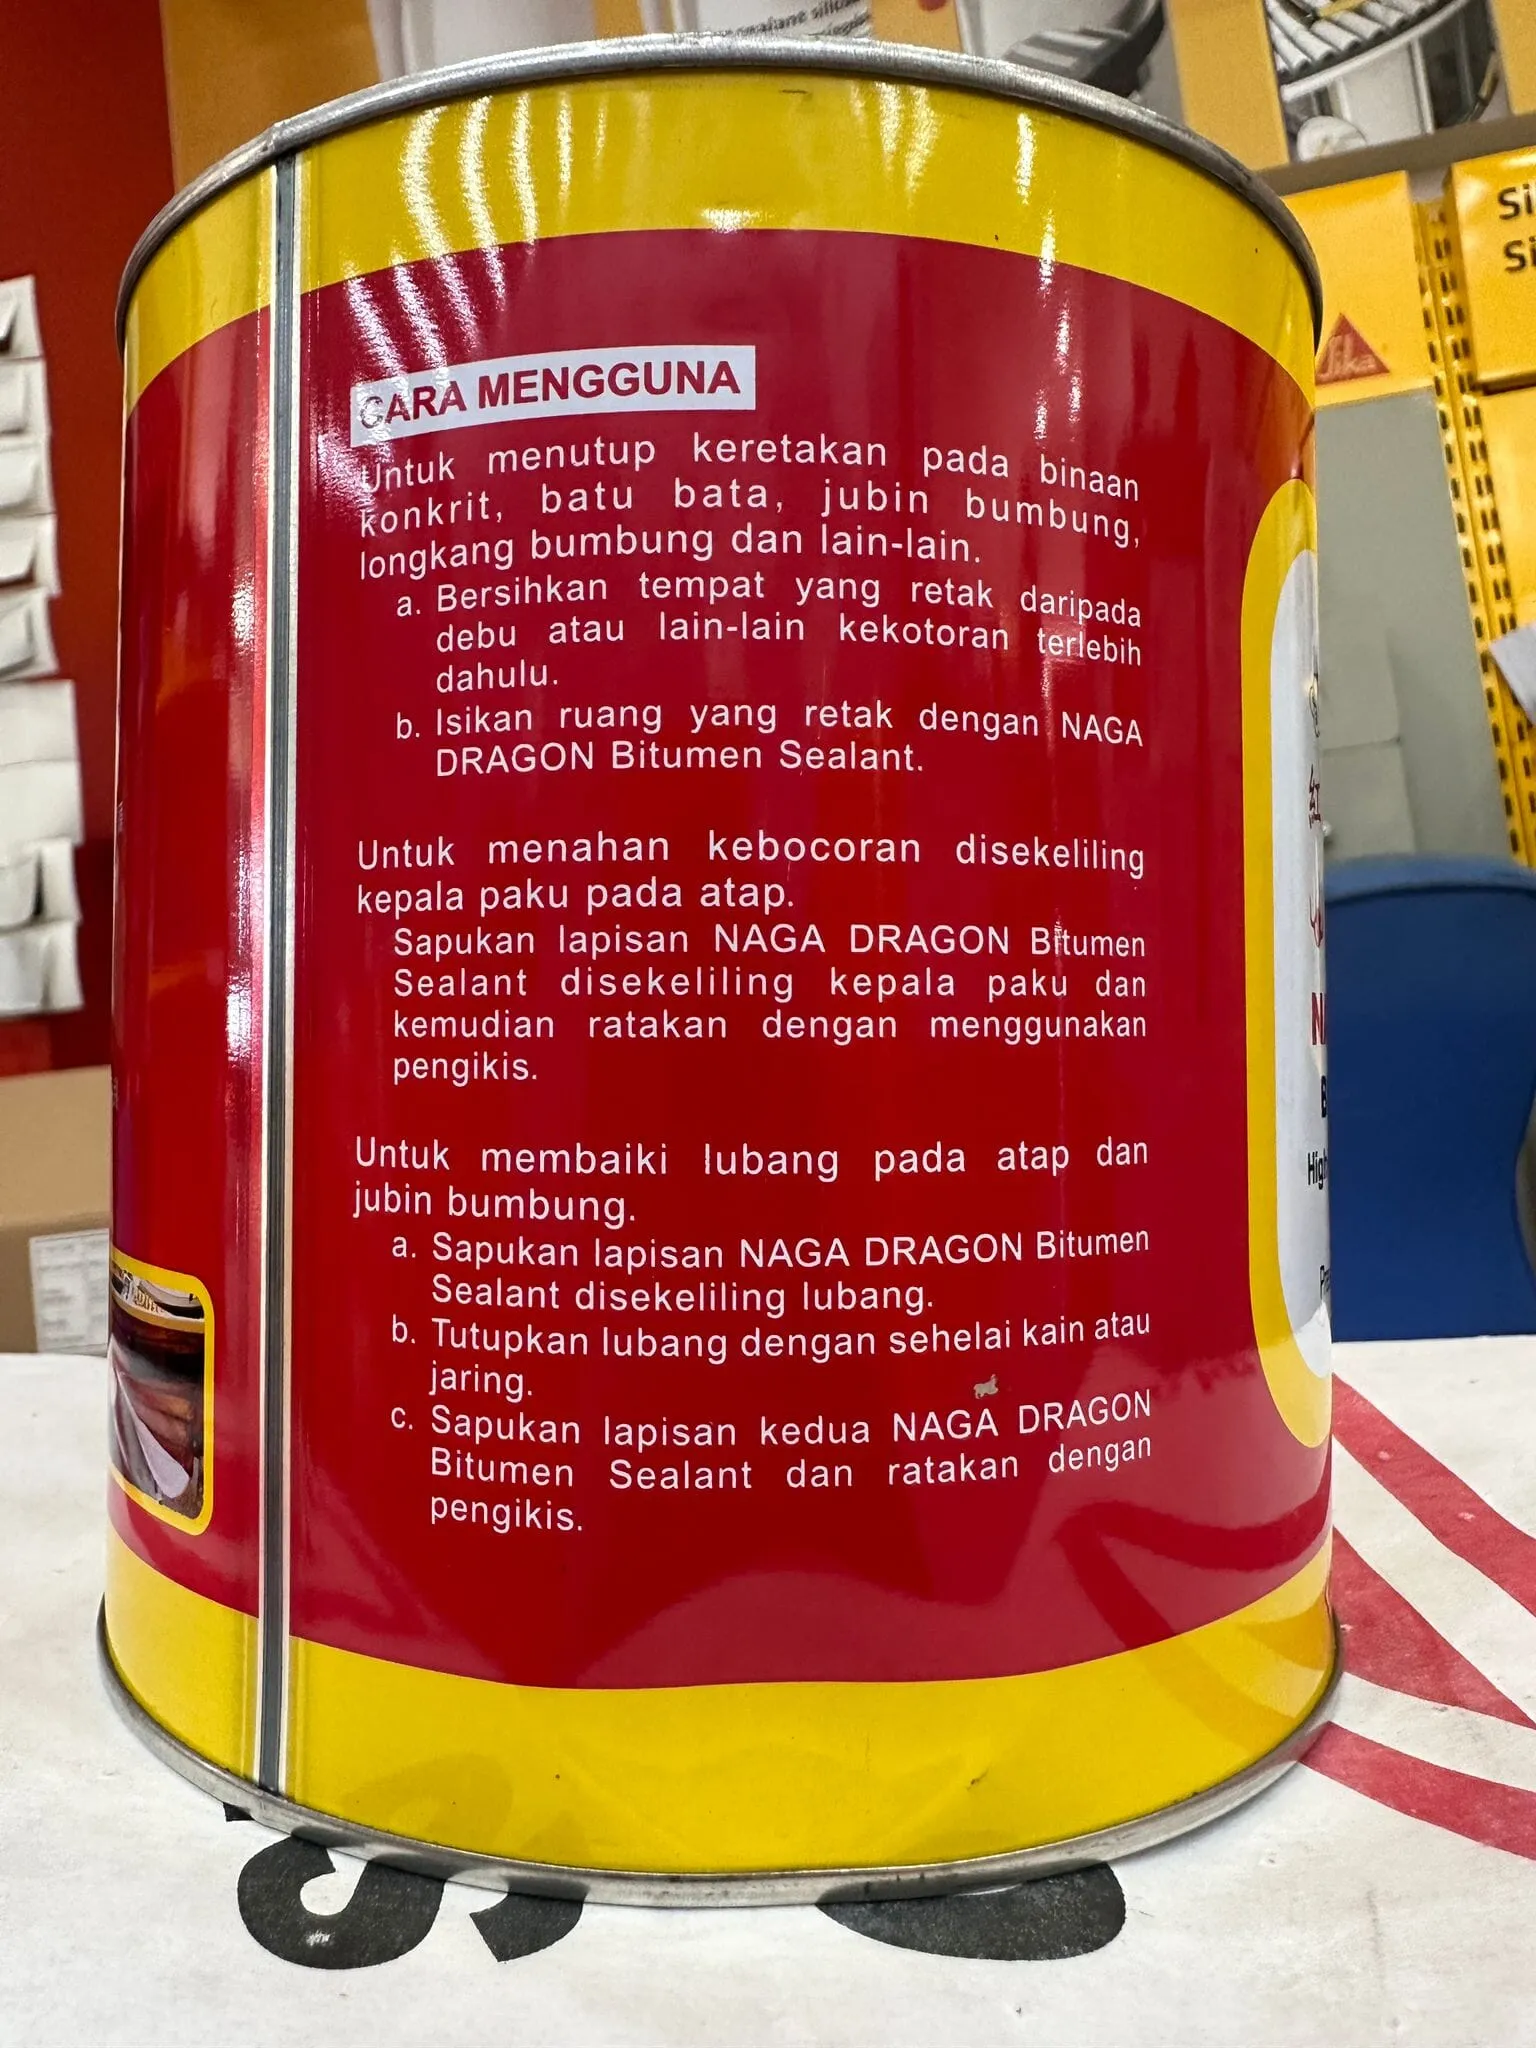 CARA MENGGUNA
Untuk menutup keretakan pada binaan
konkrit, batu bata, jubin bumbung,
longkang bumbung dan lain-lain.
a. Bersihkan tempat yang retak daripada
debu atau lain-lain kekotoran terlebih
dahulu.
b. Isikan ruang yang retak dengan NAGA
DRAGON Bitumen Sealant.
Untuk menahan kebocoran disekeliling
kepala paku pada atap.
Sapukan lapisan NAGA DRAGON Bitumen
Sealant disekeliling kepala paku dan
kemudian ratakan dengan menggunakan
pengikis.
Untuk membaiki lubang pada atap dan
jubin bumbung.
a. Sapukan lapisan NAGA DRAGON Bitumen
Sealant disekeliling lubang.
b. Tutupkan lubang dengan sehelai kain atau
jaring.
c. Sapukan lapisan kedua NAGA DRAGON
Bitumen Sealant dan ratakan dengan
pengikis.
Sika